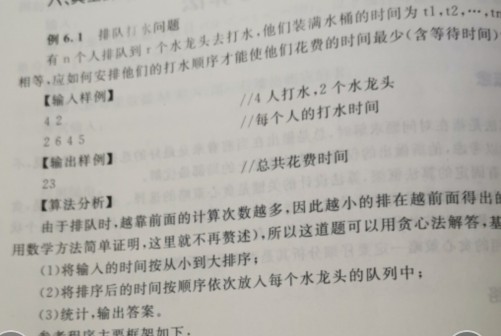 例 6.1 排队打水问题
有 n 个人排队到 r 个水龙头去打水,他们装满水桶的时间为 t1,t2,…,tn
相等,应如何安排他们的打水顺序才能使他们花费的时间最少(含等待时间)
【输入样例】
4 2 //4 人打水,2 个水龙头
2 6 4 5 //每个人的打水时间
【输出样例】
23 //总共花费时间
【算法分析】
由于排队时,越靠前面的计算次数越多,因此越小的排在越前面得出的
用数学方法简单证明,这里就不再赘述),所以这道题可以用贪心法解答,基
(1)将输入的时间按从小到大排序;
(2)将排序后的时间按顺序依次放入每个水龙头的队列中;
(3)统计,输出答案。
参考程序主要框架如下: